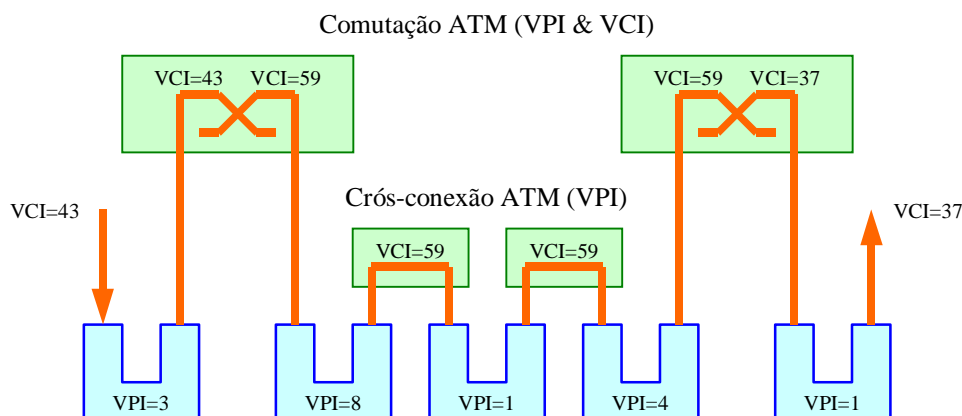 Comutação ATM (VPI & VCI)
VCI=43 VCI=59
VCI=59 VCI=37
Crós-conexão ATM (VPI)
VCI=43
VCI=37
VCI=59
VCI=59
VPI=3
VPI=8
VPI=1
VPI=4
VPI=1